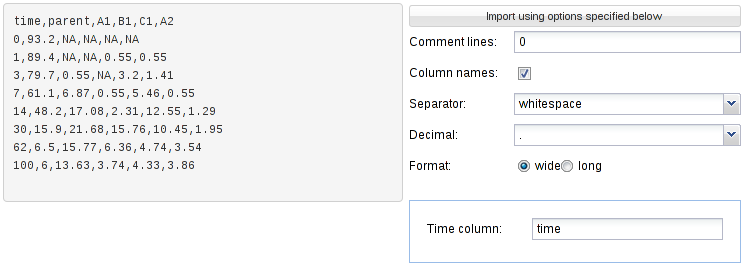 time,parent,A1,B1,C1,A2
0,93.2,NA,NA,NA,NA
1,89.4,NA,NA,0.55,0.55
3,79.7,0.55,NA,3.2,1.41
7,61.1,6.87,0.55,5.46,0.55
14,48.2,17.08,2.31,12.55,1.29
30,15.9,21.68,15.76,10.45,1.95
62,6.5,15.77,6.36,4.74,3.54
100,6,13.63,3.74,4.33,3.86
Import using options specified below
Comment lines: 0
Column names:
Separator: whitespace
Decimal: .
Format: wide long
Time column: time